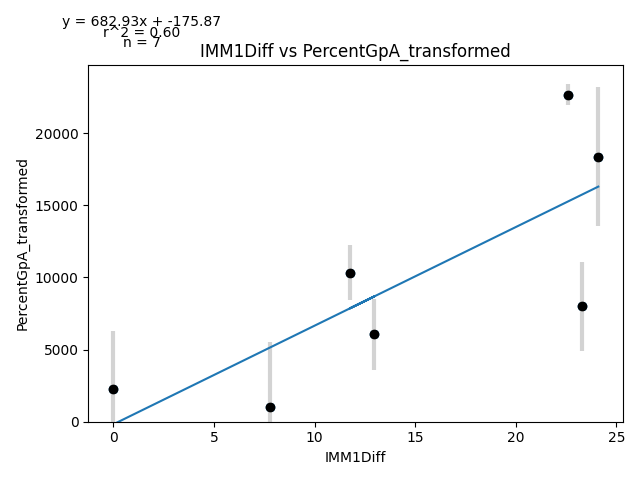 y = 682.93x + -175.87
r^2 = 0.60
n = 7
IMM1Diff vs PercentGpA_transformed
PercentGpA_transformed
20000
15000
10000
5000
0
0 5 10 15 20 25
IMM1Diff